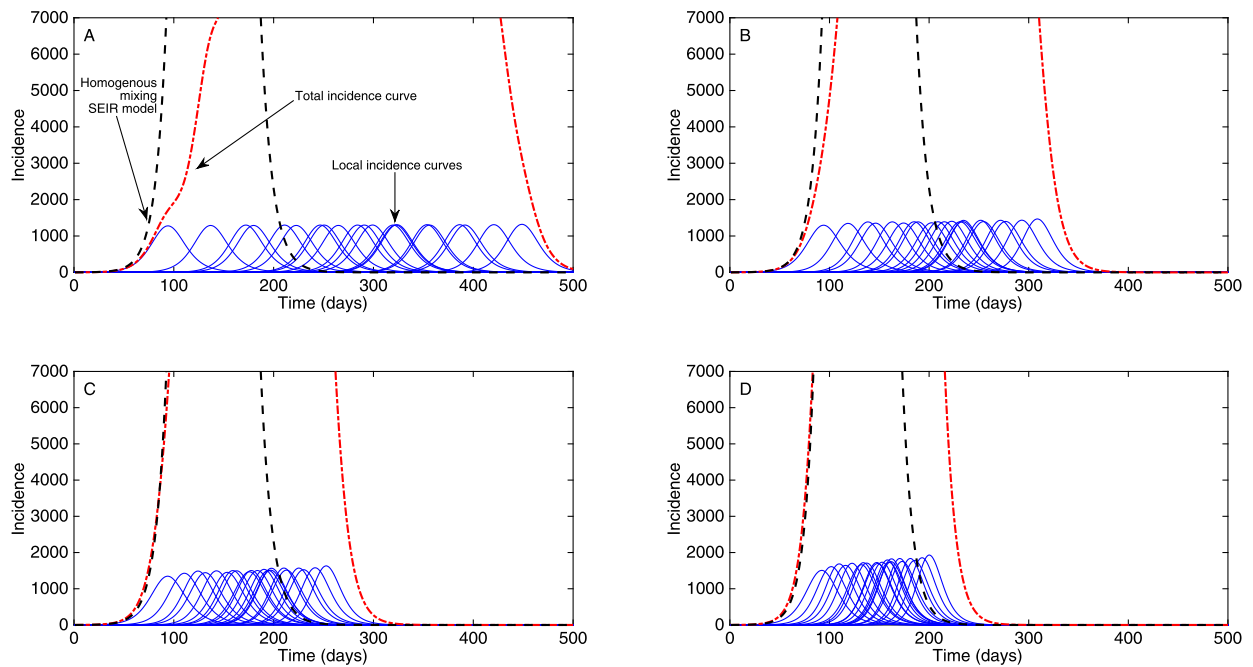 A
7000
6000
5000
4000
3000
2000
1000
0
Incidence
Homogenous
mixing
SEIR model
Total incidence curve
Local incidence curves
0 100 200 300 400 500
Time (days)
B
7000
6000
5000
4000
3000
2000
1000
0
Incidence
0 100 200 300 400 500
Time (days)
C
7000
6000
5000
4000
3000
2000
1000
0
Incidence
0 100 200 300 400 500
Time (days)
D
7000
6000
5000
4000
3000
2000
1000
0
Incidence
0 100 200 300 400 500
Time (days)